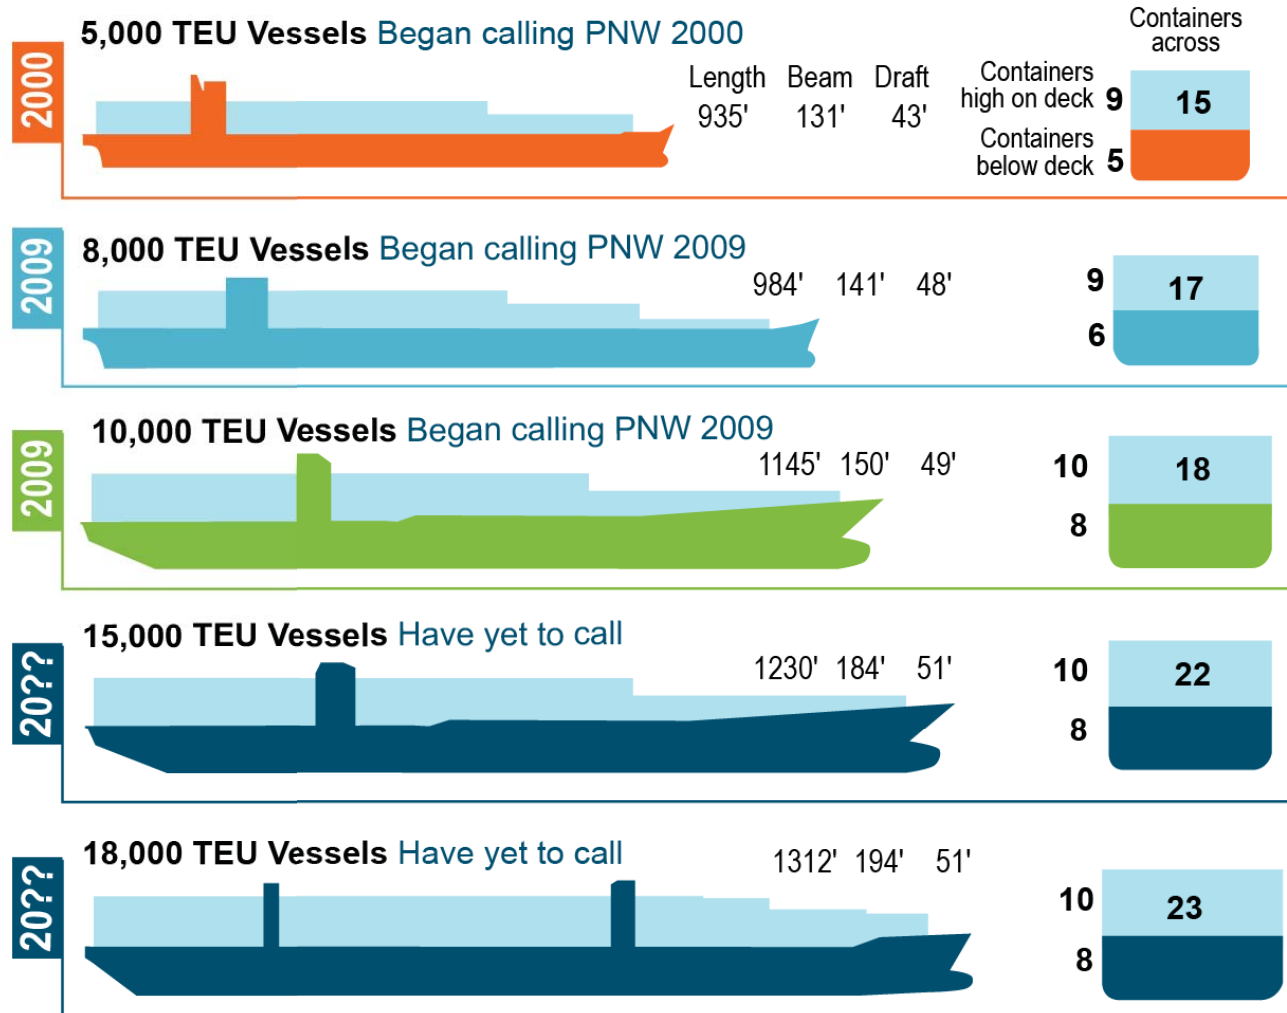 2000
5,000 TEU Vessels Began calling PNW 2000
Length Beam Draft
935' 131' 43'
Containers across
Containers high on deck 9 15
Containers below deck 5
2009
8,000 TEU Vessels Began calling PNW 2009
984' 141' 48'
9 17
6
2009
10,000 TEU Vessels Began calling PNW 2009
1145' 150' 49'
10 18
8
20??
15,000 TEU Vessels Have yet to call
1230' 184' 51'
10 22
8
20??
18,000 TEU Vessels Have yet to call
1312' 194' 51'
10 23
8